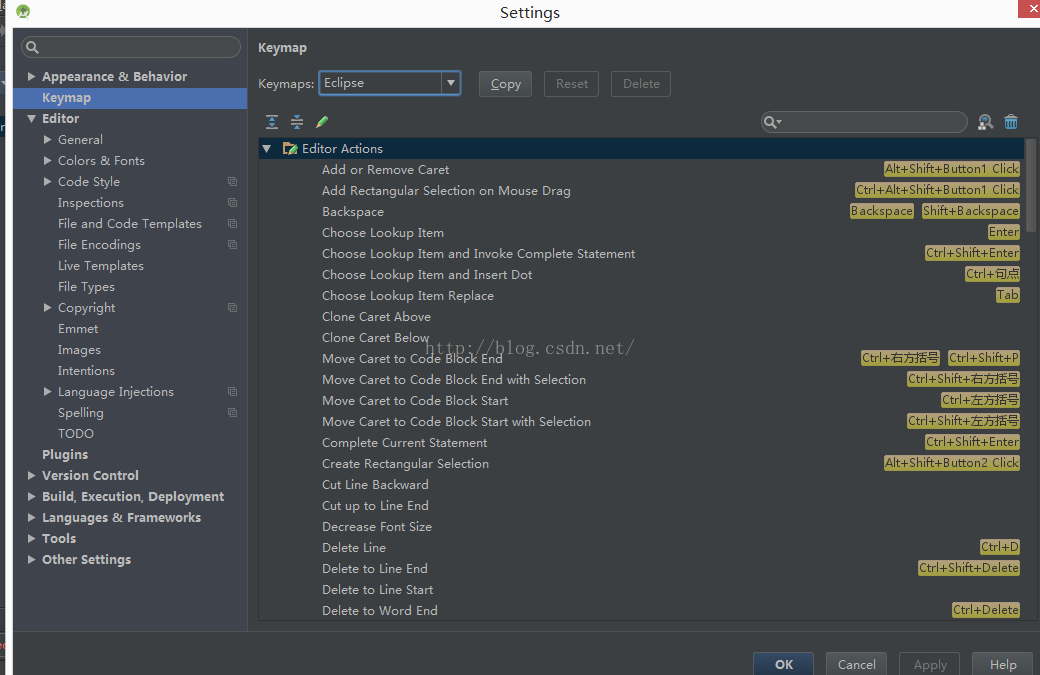 Settings
Keymap
Keymaps: Eclipse Copy Reset Delete
Appearance & Behavior
Keymap
Editor
General
Colors & Fonts
Code Style
Inspections
File and Code Templates
File Encodings
Live Templates
File Types
Copyright
Emmet
Images
Intentions
Language Injections
Spelling
TODO
Plugins
Version Control
Build, Execution, Deployment
Languages & Frameworks
Tools
Other Settings
Editor Actions
Add or Remove Caret Alt+Shift+Button1 Click
Add Rectangular Selection on Mouse Drag Ctrl+Alt+Shift+Button1 Click
Backspace Backspace Shift+Backspace
Choose Lookup Item Enter
Choose Lookup Item and Invoke Complete Statement Ctrl+Shift+Enter
Choose Lookup Item and Insert Dot Ctrl+句点
Choose Lookup Item Replace Tab
Clone Caret Above
Clone Caret Below
http://blog.csdn.net/
Move Caret to Code Block End Ctrl+右方括号 Ctrl+Shift+P
Move Caret to Code Block End with Selection Ctrl+Shift+右方括号
Move Caret to Code Block Start Ctrl+左方括号
Move Caret to Code Block Start with Selection Ctrl+Shift+左方括号
Complete Current Statement Ctrl+Shift+Enter
Create Rectangular Selection Alt+Shift+Button2 Click
Cut Line Backward
Cut up to Line End
Decrease Font Size
Delete Line Ctrl+D
Delete to Line End Ctrl+Shift+Delete
Delete to Line Start
Delete to Word End Ctrl+Delete
OK Cancel Apply Help